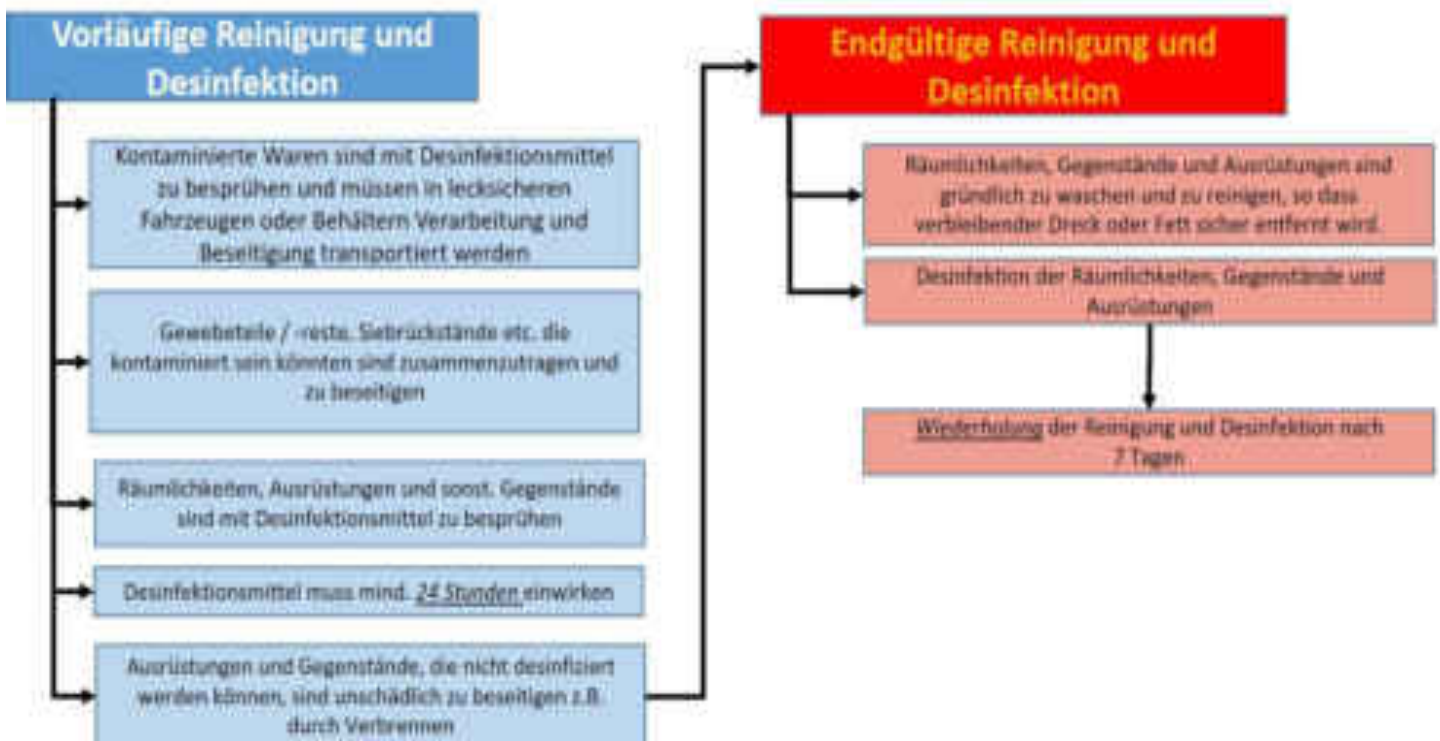 Vorläufige Reinigung und
Desinfektion
Kontaminierte Waren sind mit Desinfektionsmittel
zu besprühen und müssen in lecksicheren
Fahrzeugen oder Behältern Verarbeitung und
Beseitigung transportiert werden
Gewebeteile / -reste, Siebrückstände etc. die
kontaminiert sein könnten sind zusammenzutragen und
zu beseitigen
Räumlichkeiten, Ausrüstungen und sonst. Gegenstände
sind mit Desinfektionsmittel zu besprühen
Desinfektionsmittel muss mind. 24 Stunden einwirken
Ausrüstungen und Gegenstände, die nicht desinfiziert
werden können, sind unschädlich zu beseitigen z.B.
durch Verbrennen
Endgültige Reinigung und
Desinfektion
Räumlichkeiten, Gegenstände und Ausrüstungen sind
gründlich zu waschen und zu reinigen, so dass
verbleibender Dreck oder Fett sicher entfernt wird.
Desinfektion der Räumlichkeiten, Gegenstände und
Ausrüstungen
Wiederholung der Reinigung und Desinfektion nach
7 Tagen